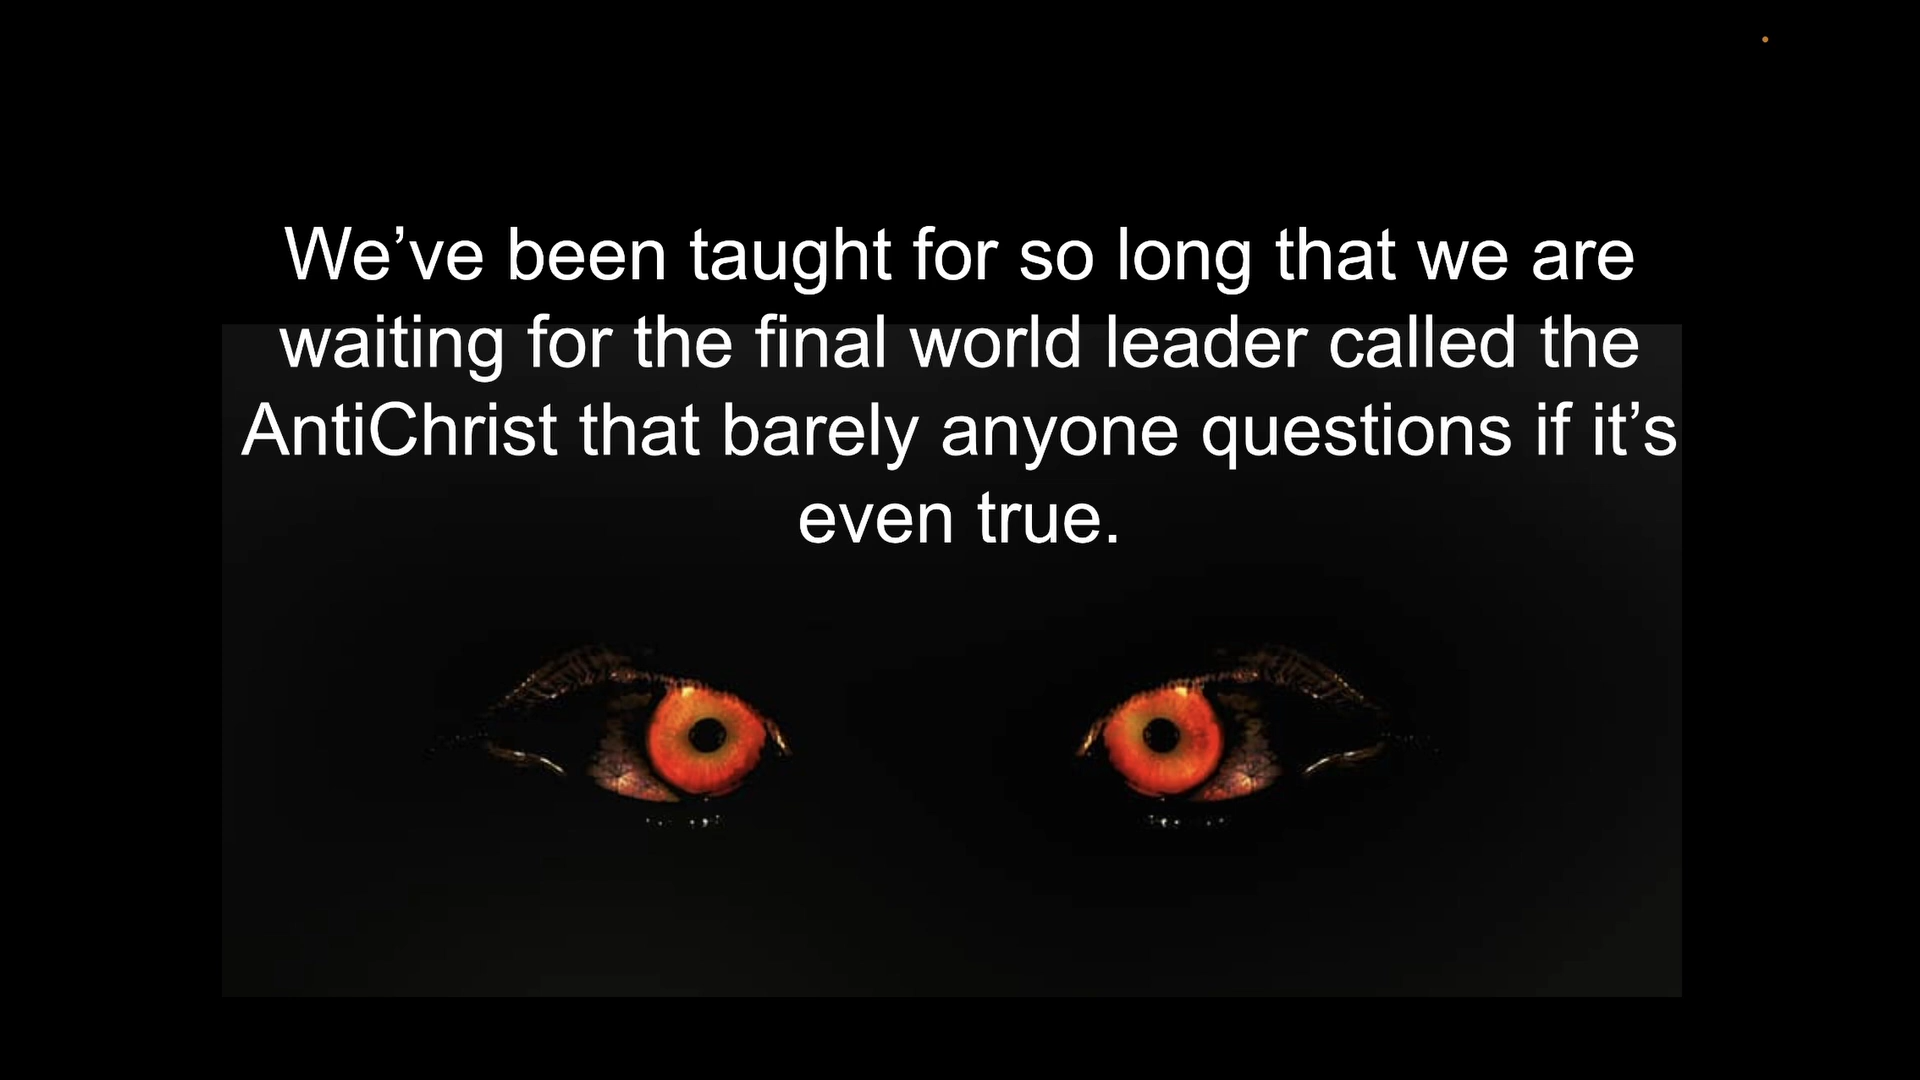 We’ve been taught for so long that we are
waiting for the final world leader called the
AntiChrist that barely anyone questions if it’s
even true.